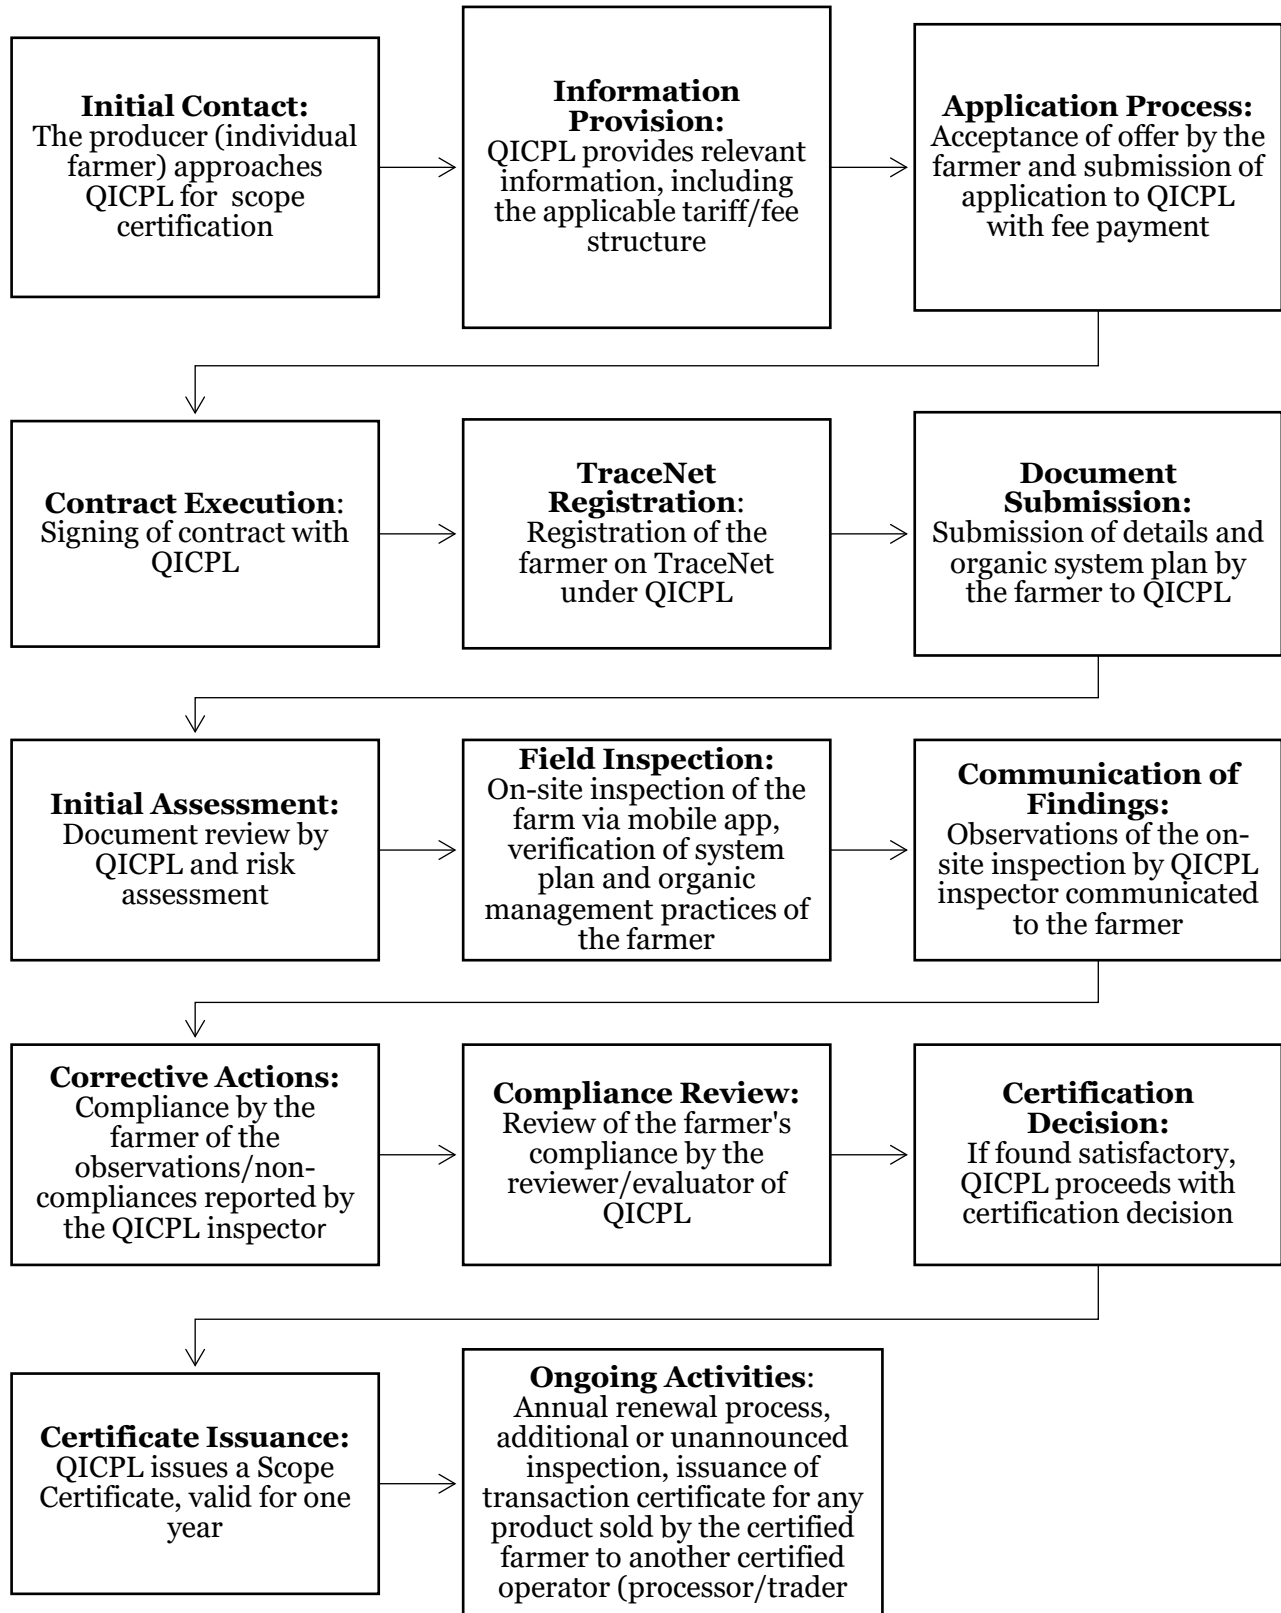 Initial Contact:
The producer (individual
farmer) approaches
QICPL for scope
certification
Information
Provision:
QICPL provides relevant
information, including
the applicable tariff/fee
structure
Application Process:
Acceptance of offer by the
farmer and submission of
application to QICPL
with fee payment
Contract Execution:
Signing of contract with
QICPL
TraceNet
Registration:
Registration of the
farmer on TraceNet
under QICPL
Document
Submission:
Submission of details and
organic system plan by
the farmer to QICPL
Initial Assessment:
Document review by
QICPL and risk
assessment
Field Inspection:
On-site inspection of the
farm via mobile app,
verification of system
plan and organic
management practices of
the farmer
Communication of
Findings:
Observations of the on-
site inspection by QICPL
inspector communicated
to the farmer
Corrective Actions:
Compliance by the
farmer of the
observations/non-
compliances reported by
the QICPL inspector
Compliance Review:
Review of the farmer's
compliance by the
reviewer/evaluator of
QICPL
Certification
Decision:
If found satisfactory,
QICPL proceeds with
certification decision
Certificate Issuance:
QICPL issues a Scope
Certificate, valid for one
year
Ongoing Activities:
Annual renewal process,
additional or unannounced
inspection, issuance of
transaction certificate for any
product sold by the certified
farmer to another certified
operator (processor/trader